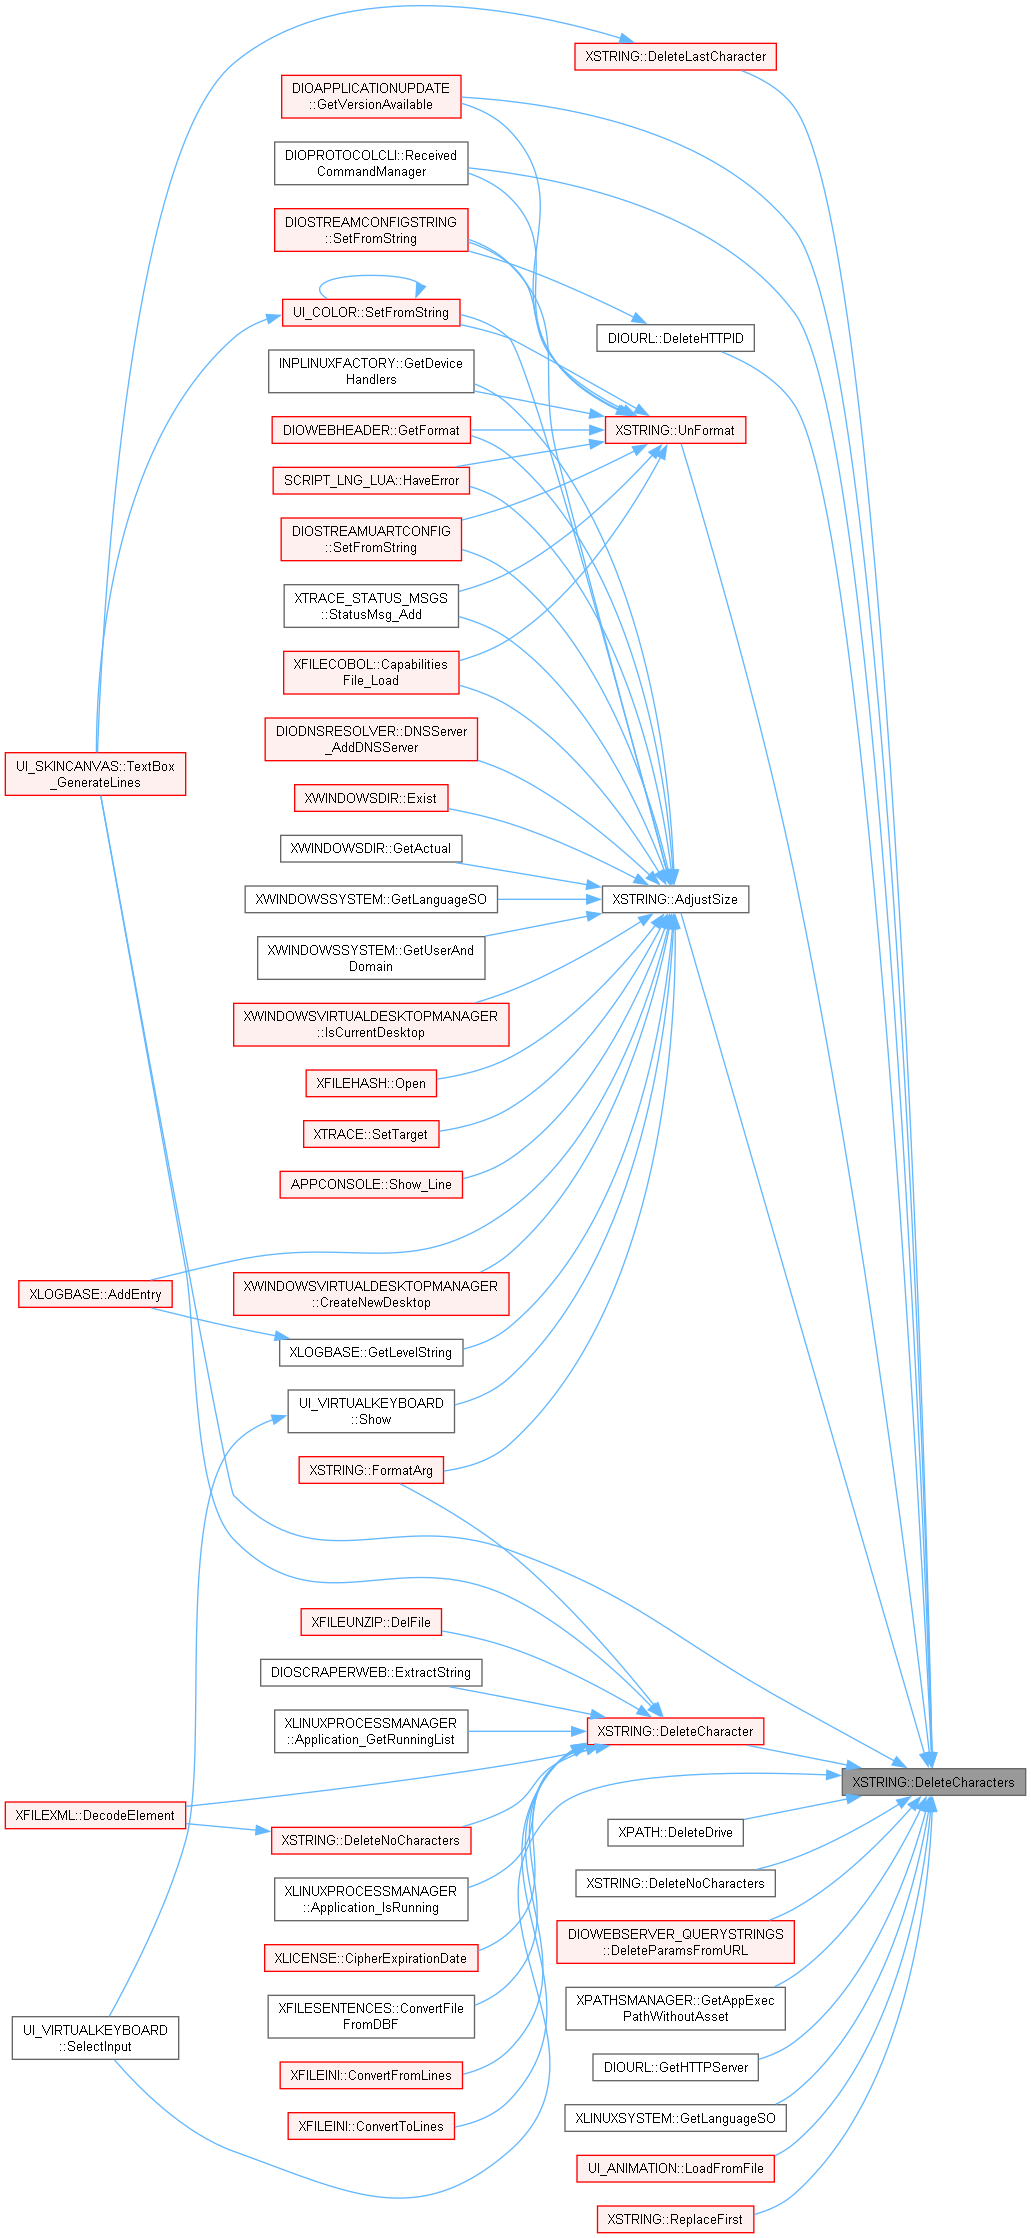 XSTRING::DeleteLastCharacter
DIOAPPLICATIONUPDATE
::GetVersionAvailable
DIOPROTOCOLCLI::Received
CommandManager
DIOSTREAMCONFIGSTRING
::SetFromString
UI_COLOR::SetFromString
DIOURL::DeleteHTTPID
INPLINUXFACTORY::GetDevice
Handlers
DIOWEBHEADER::GetFormat
XSTRING::UnFormat
SCRIPT_LNG_LUA::HaveError
DIOSTREAMUARTCONFIG
::SetFromString
XTRACE_STATUS_MSGS
::StatusMsg_Add
XFILECOBOL::Capabilities
File_Load
DIODNSRESOLVER::DNSServer
_AddDNSServer
UI_SKINCANVAS::TextBox
_GenerateLines
XWINDOWSDIR::Exist
XWINDOWSDIR::GetActual
XWINDOWSSYSTEM::GetLanguageSO
XSTRING::AdjustSize
XWINDOWSSYSTEM::GetUserAnd
Domain
XWINDOWSVIRTUALDESKTOPMANAGER
::IsCurrentDesktop
XFILEHASH::Open
XTRACE::SetTarget
APPCONSOLE::Show_Line
XLOGBASE::AddEntry
XWINDOWSVIRTUALDESKTOPMANAGER
::CreateNewDesktop
XLOGBASE::GetLevelString
UI_VIRTUALKEYBOARD
::Show
XSTRING::FormatArg
XFILEUNZIP::DelFile
DIOSCRAPERWEB::ExtractString
XLINUXPROCESSMANAGER
::Application_GetRunningList
XSTRING::DeleteCharacter
XSTRING::DeleteCharacters
XFILEXML::DecodeElement
XSTRING::DeleteNoCharacters
XPATH::DeleteDrive
XLINUXPROCESSMANAGER
::Application_IsRunning
XSTRING::DeleteNoCharacters
XLICENSE::CipherExpirationDate
DIOWEBSERVER_QUERYSTRINGS
::DeleteParamsFromURL
XFILESENTENCES::ConvertFile
FromDBF
XPATHSMANAGER::GetAppExec
PathWithoutAsset
UI_VIRTUALKEYBOARD
::SelectInput
XFILEINI::ConvertFromLines
DIOURL::GetHTTPServer
XFILEINI::ConvertToLines
XLINUXSYSTEM::GetLanguageSO
UI_ANIMATION::LoadFromFile
XSTRING::ReplaceFirst